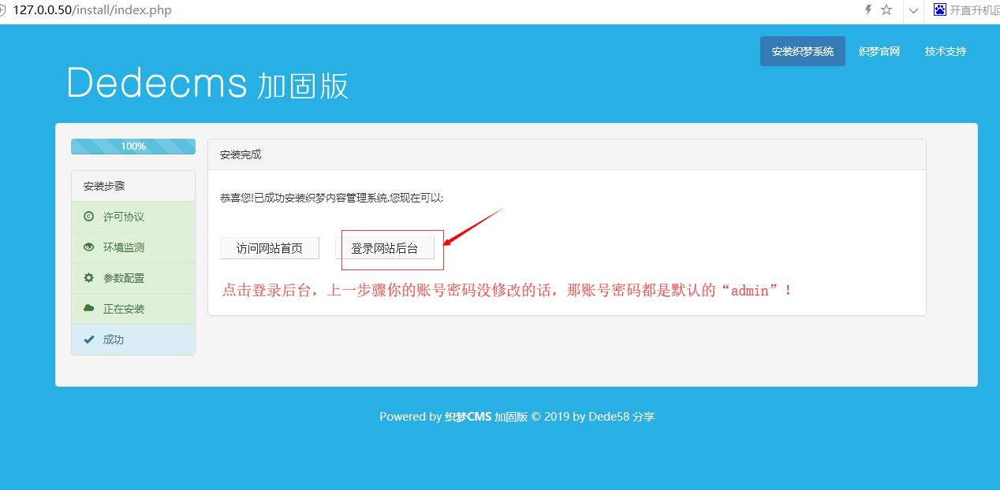 127.0.0.50/install/index.php
开直升机回
安装织梦系统 织梦官网 技术支持
Dedecms 加固版
100%
安装步骤
许可协议
环境监测
参数配置
正在安装
成功
安装完成
恭喜您!已成功安装织梦内容管理系统.您现在可以:
访问网站首页 登录网站后台
点击登录后台，上一步骤你的账号密码没修改的话，那账号密码都是默认的“admin”！
Powered by 织梦CMS 加固版 © 2019 by Dede58 分享